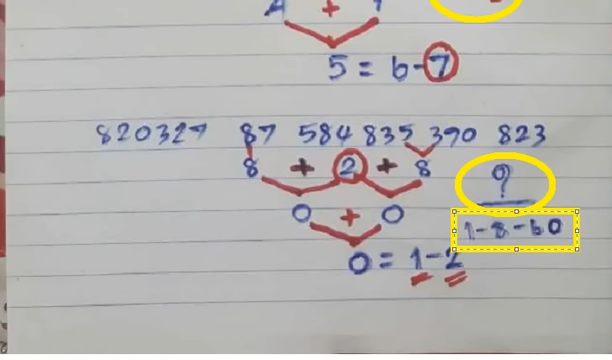 5 = 6-7
820327 87 584 835 390 823
8 + 2 + 8
?
0 + 0
1-8-60
0 = 1-2